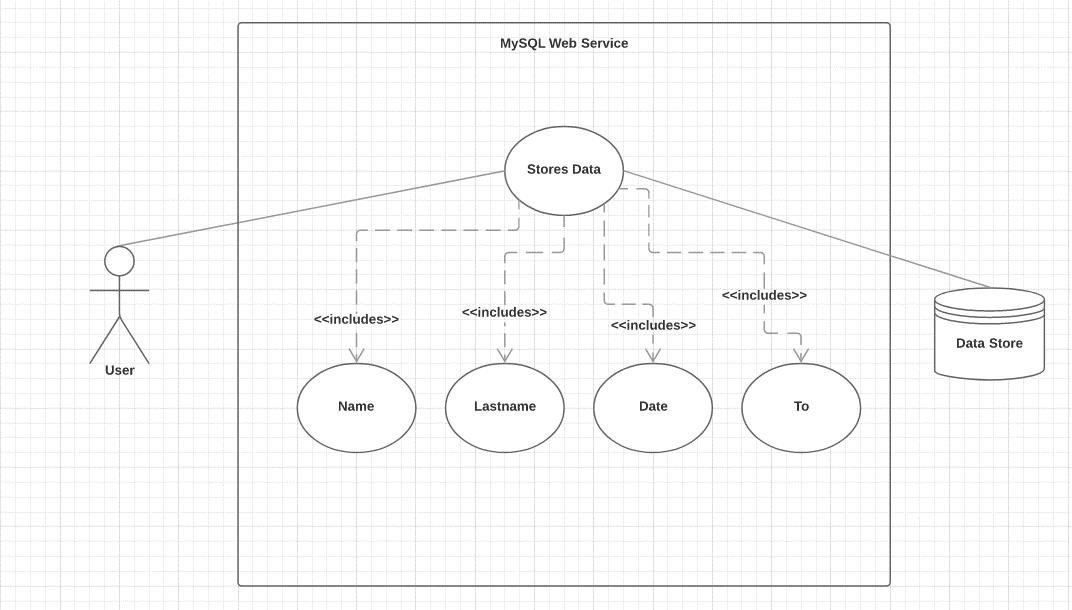 MySQL Web Service
Stores Data
<<includes>>
<<includes>>
<<includes>>
<<includes>>
User
Data Store
Name
Lastname
Date
To